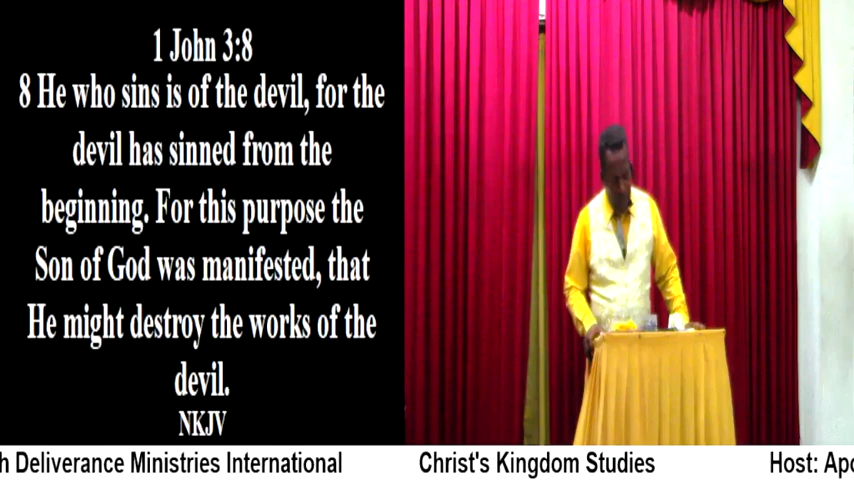 1 John 3:8
8 He who sins is of the devil, for the
devil has sinned from the
beginning. For this purpose the
Son of God was manifested, that
He might destroy the works of the
devil.
NKJV
h Deliverance Ministries International Christ's Kingdom Studies Host: Apo